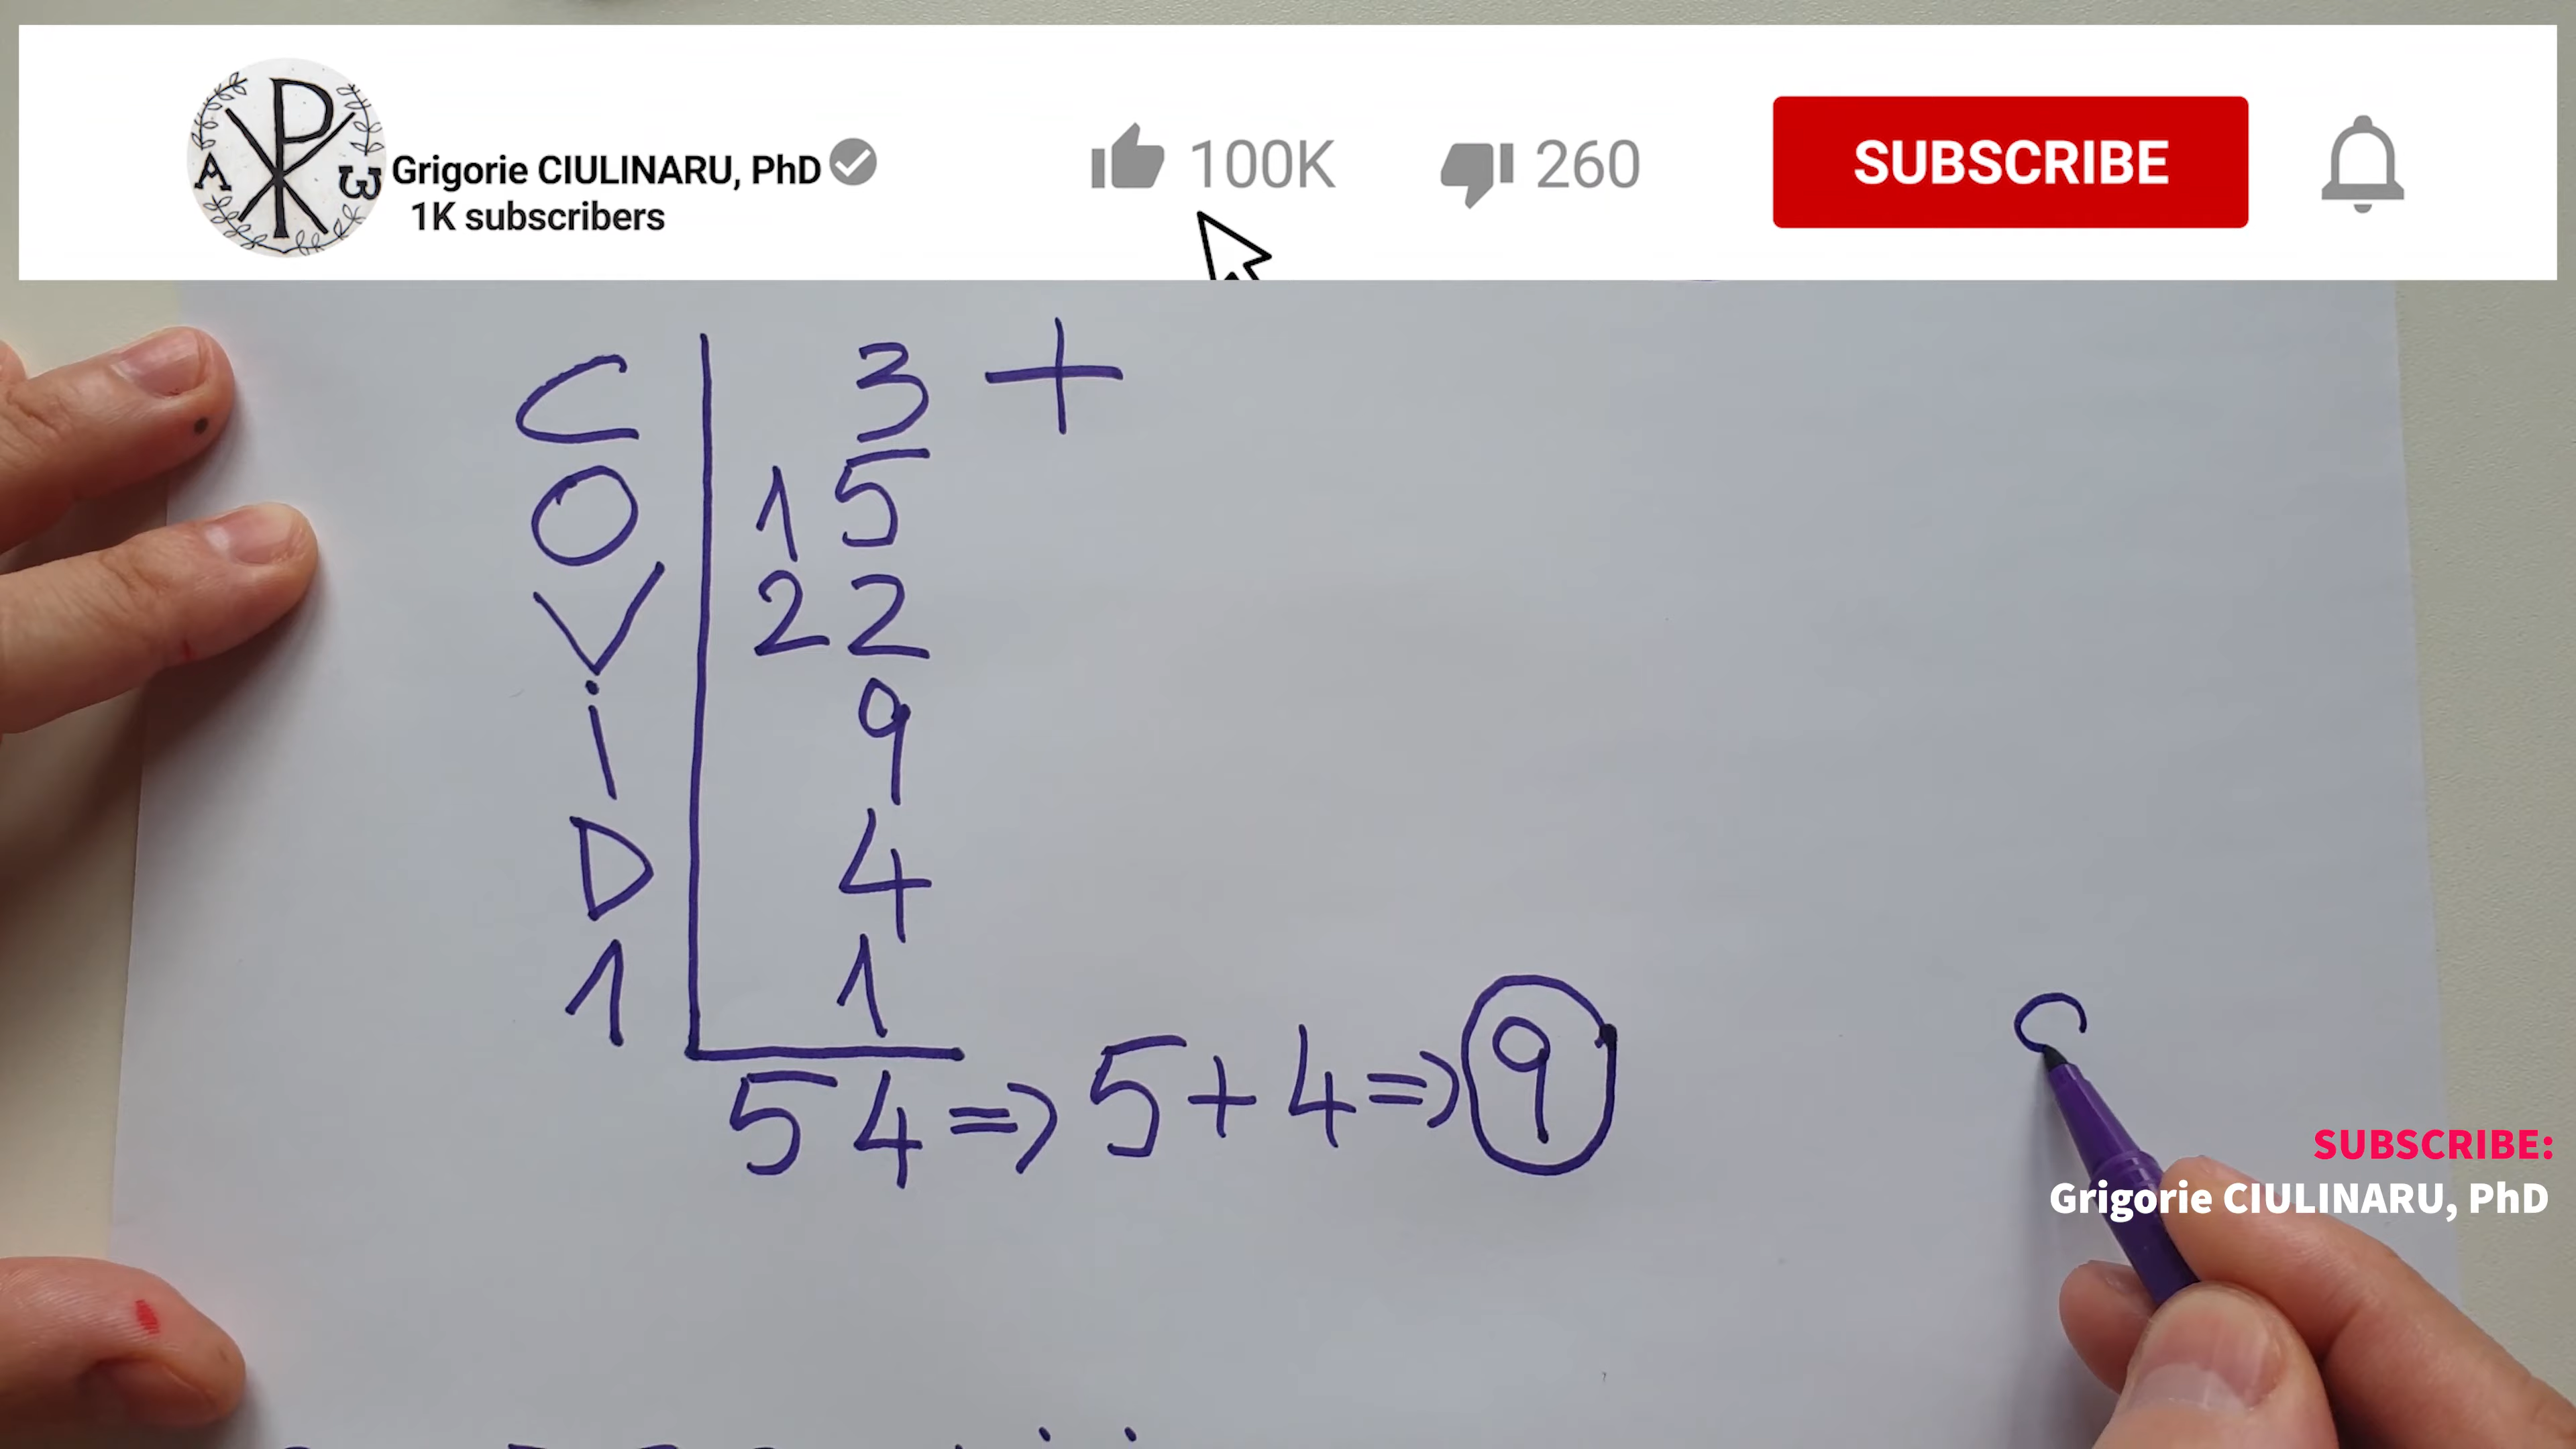 A P ω
Grigorie CIULINARU, PhD
1K subscribers
100K
260
SUBSCRIBE
C 3 +
O 15
V 22
i 9
D 4
1 1
54 => 5+4 => 9
SUBSCRIBE:
Grigorie CIULINARU, PhD